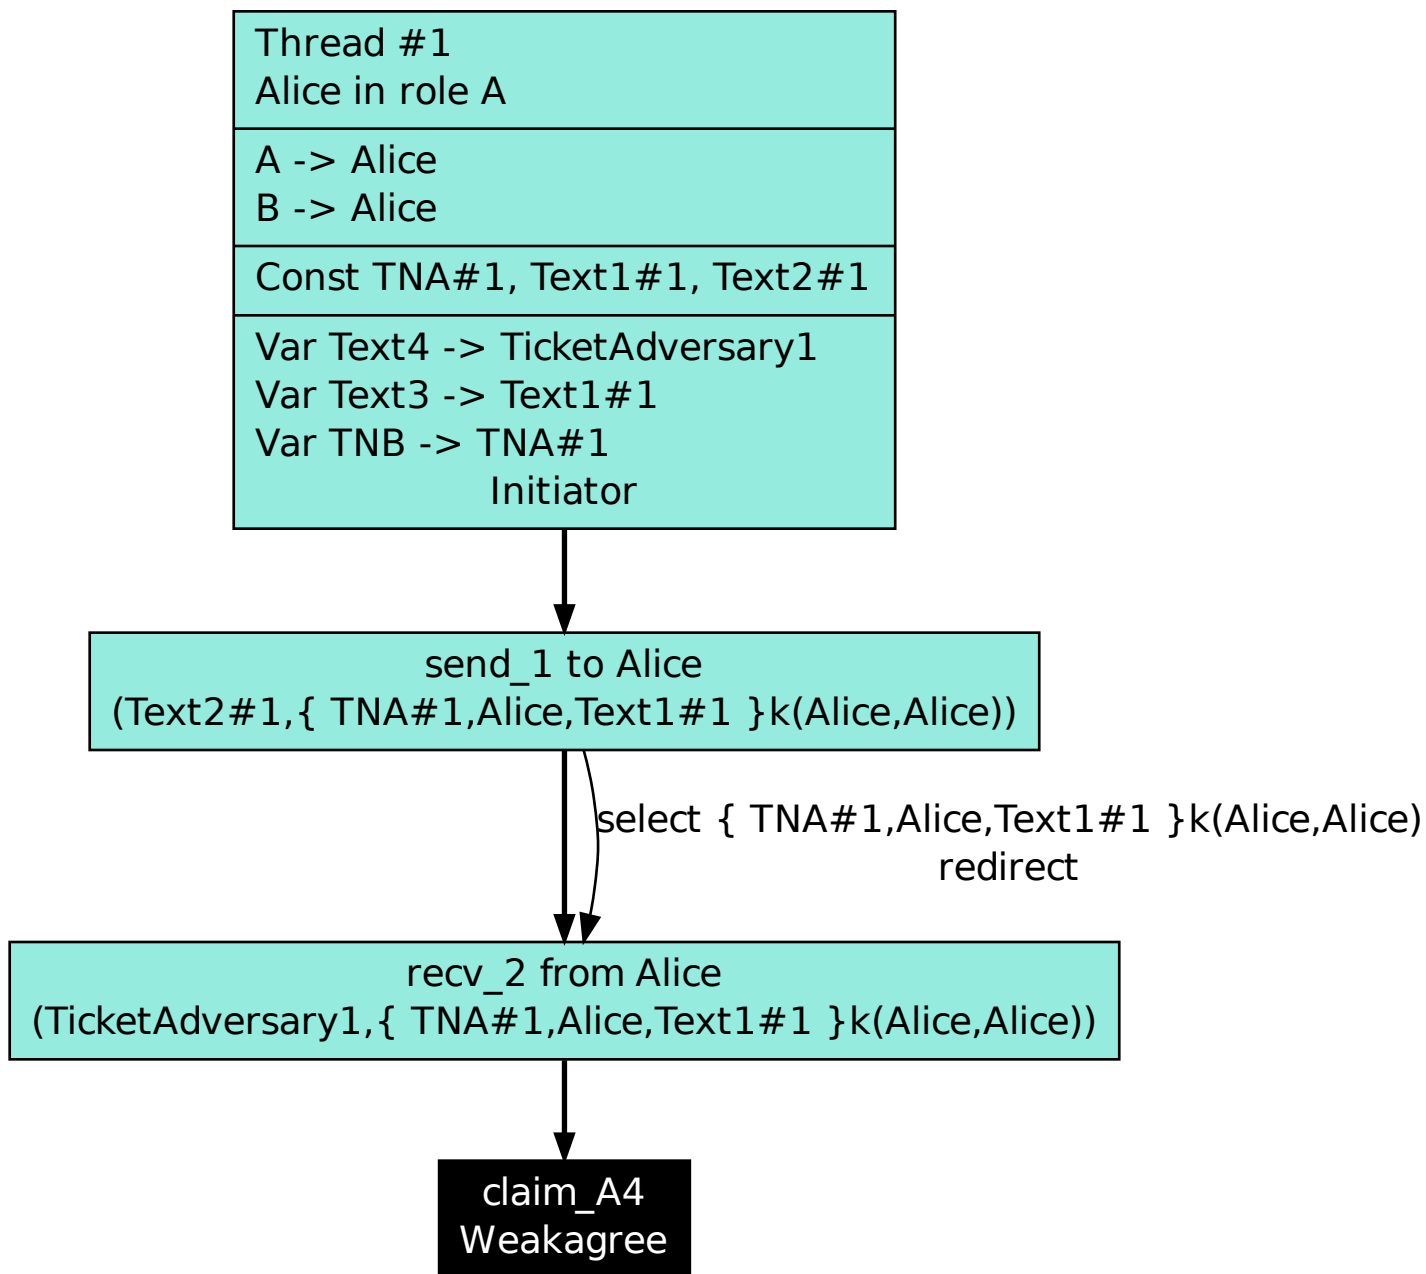 Thread #1
Alice in role A
A -> Alice
B -> Alice
Const TNA#1, Text1#1, Text2#1
Var Text4 -> TicketAdversary1
Var Text3 -> Text1#1
Var TNB -> TNA#1
Initiator
send_1 to Alice
(Text2#1,{ TNA#1,Alice,Text1#1 }k(Alice,Alice))
select { TNA#1,Alice,Text1#1 }k(Alice,Alice)
redirect
recv_2 from Alice
(TicketAdversary1,{ TNA#1,Alice,Text1#1 }k(Alice,Alice))
claim_A4
Weakagree